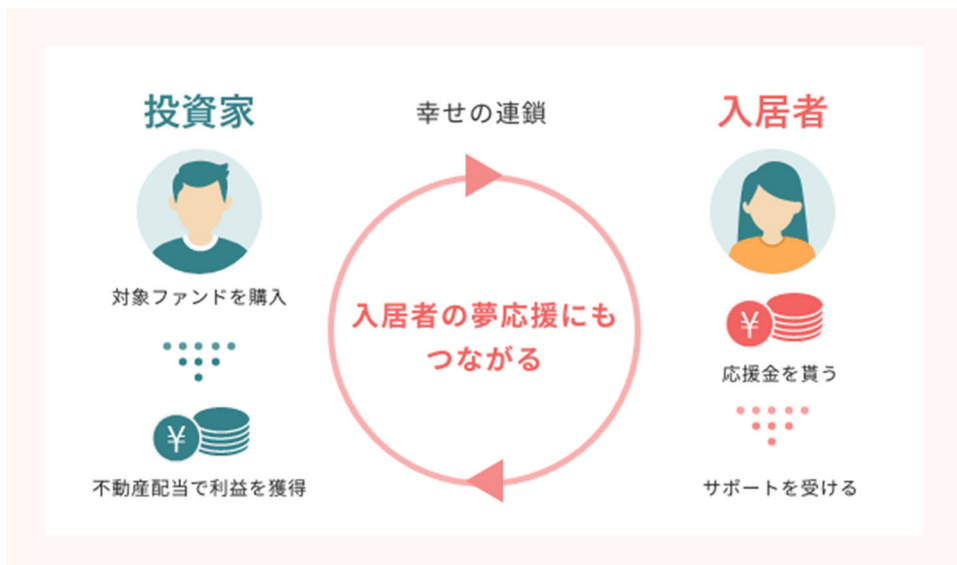 投資家
幸せの連鎖
入居者
対象ファンドを購入
入居者の夢応援にも
つながる
¥
応援金を貰う
¥
不動産配当で利益を獲得
サポートを受ける